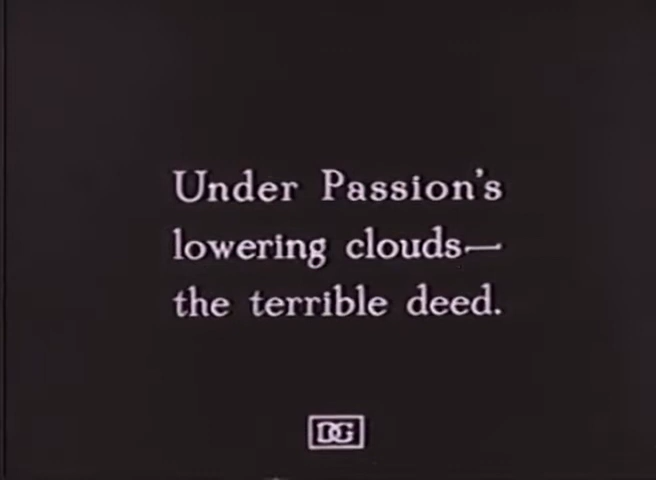 Under Passion's
lowering clouds—
the terrible deed.
DG